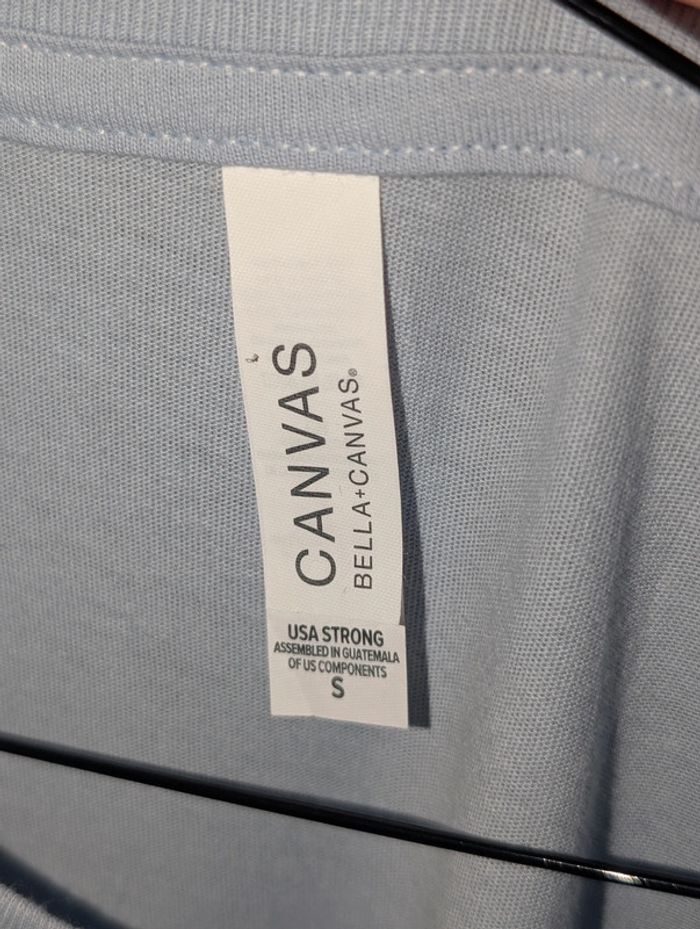 CANVAS
BELLA+CANVAS®
USA STRONG
ASSEMBLED IN GUATEMALA
OF US COMPONENTS
S